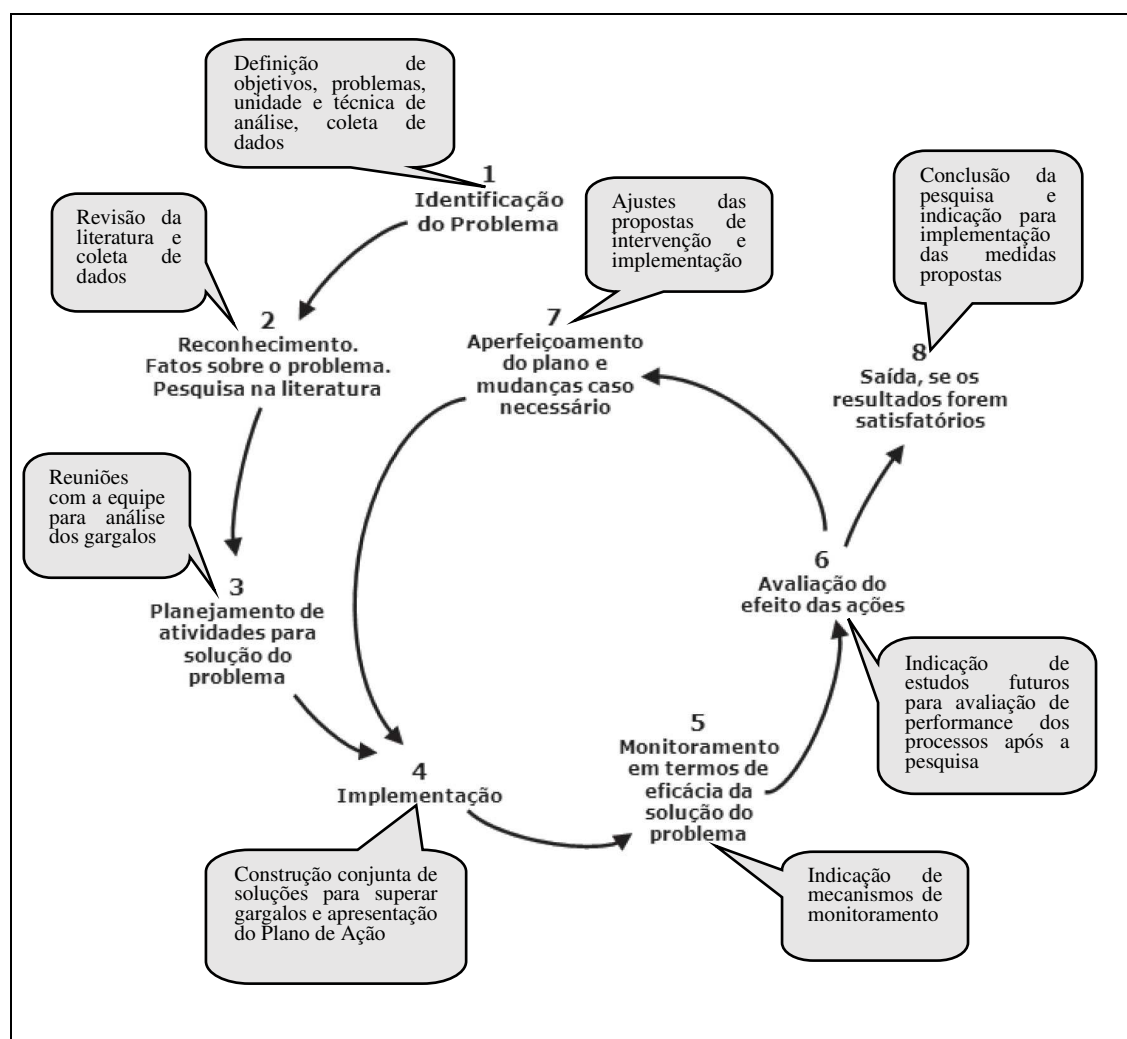 Definição de
objetivos, problemas,
unidade e técnica de
análise, coleta de
dados
1
Identificação
do Problema
Revisão da
literatura e
coleta de
dados
2
Reconhecimento.
Fatos sobre o problema.
Pesquisa na literatura
Reuniões
com a equipe
para análise
dos gargalos
3
Planejamento de
atividades para
solução do
problema
4
Implementação
Construção conjunta de
soluções para superar
gargalos e apresentação
do Plano de Ação
5
Monitoramento
em termos de
eficácia da
solução do
problema
Indicação de
mecanismos de
monitoramento
6
Avaliação do
efeito das ações
Indicação de
estudos futuros
para avaliação de
performance dos
processos após a
pesquisa
Ajustes das
propostas de
intervenção e
implementação
7
Aperfeiçoamento
do plano e
mudanças caso
necessário
Conclusão da
pesquisa e
indicação para
implementação
das medidas
propostas
8
Saída, se os
resultados forem
satisfatórios